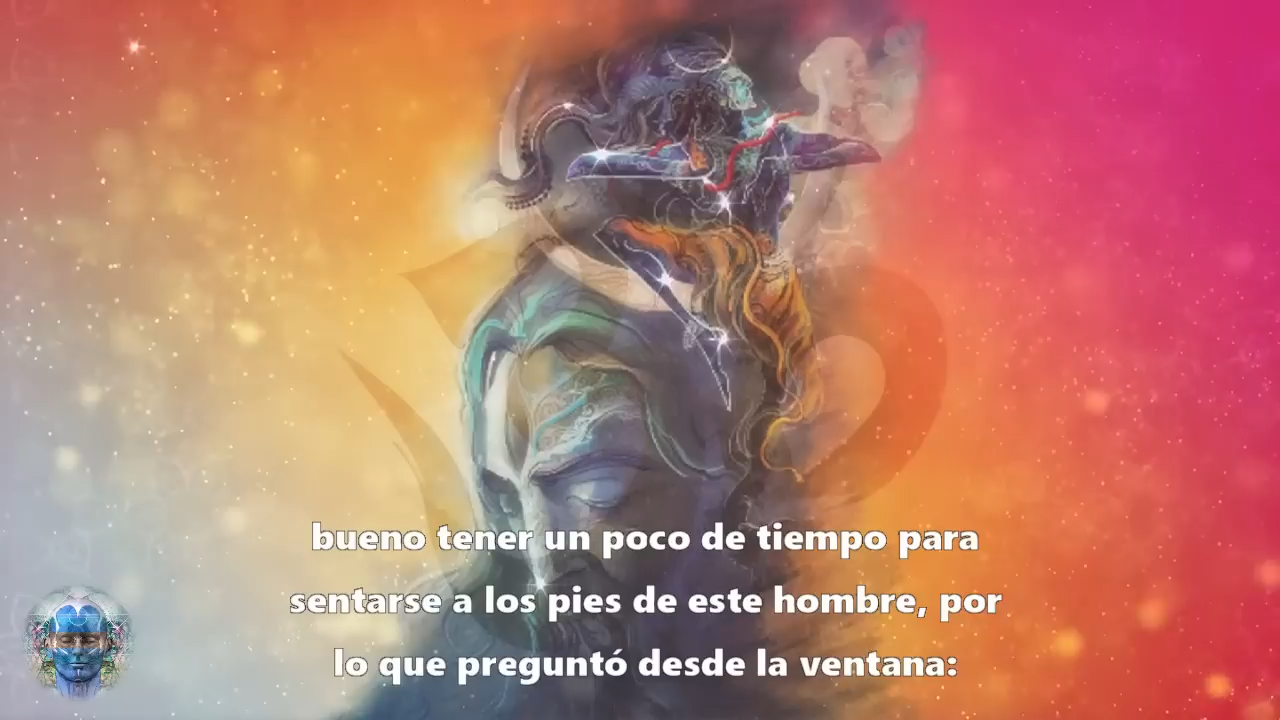 bueno tener un poco de tiempo para
sentarse a los pies de este hombre, por
lo que preguntó desde la ventana: